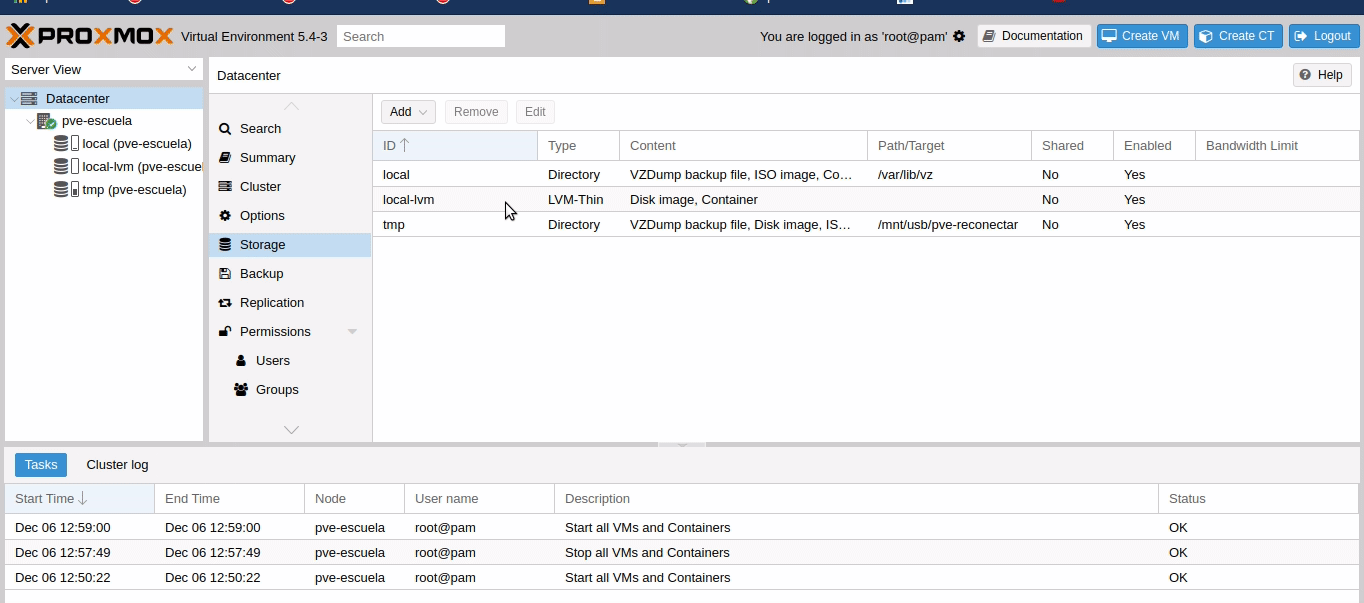 PROXMOX Virtual Environment 5.4-3 Search You are logged in as 'root@pam' Documentation Create VM Create CT Logout
Server View
Datacenter
pve-escuela
local (pve-escuela)
local-lvm (pve-escuel
tmp (pve-escuela)
Datacenter Help
Search
Summary
Cluster
Options
Storage
Backup
Replication
Permissions
Users
Groups
Add Remove Edit
ID Type Content Path/Target Shared Enabled Bandwidth Limit
local Directory VZDump backup file, ISO image, Co... /var/lib/vz No Yes
local-lvm LVM-Thin Disk image, Container No Yes
tmp Directory VZDump backup file, Disk image, IS... /mnt/usb/pve-reconectar No Yes
Tasks Cluster log
Start Time End Time Node User name Description Status
Dec 06 12:59:00 Dec 06 12:59:00 pve-escuela root@pam Start all VMs and Containers OK
Dec 06 12:57:49 Dec 06 12:57:49 pve-escuela root@pam Stop all VMs and Containers OK
Dec 06 12:50:22 Dec 06 12:50:22 pve-escuela root@pam Start all VMs and Containers OK